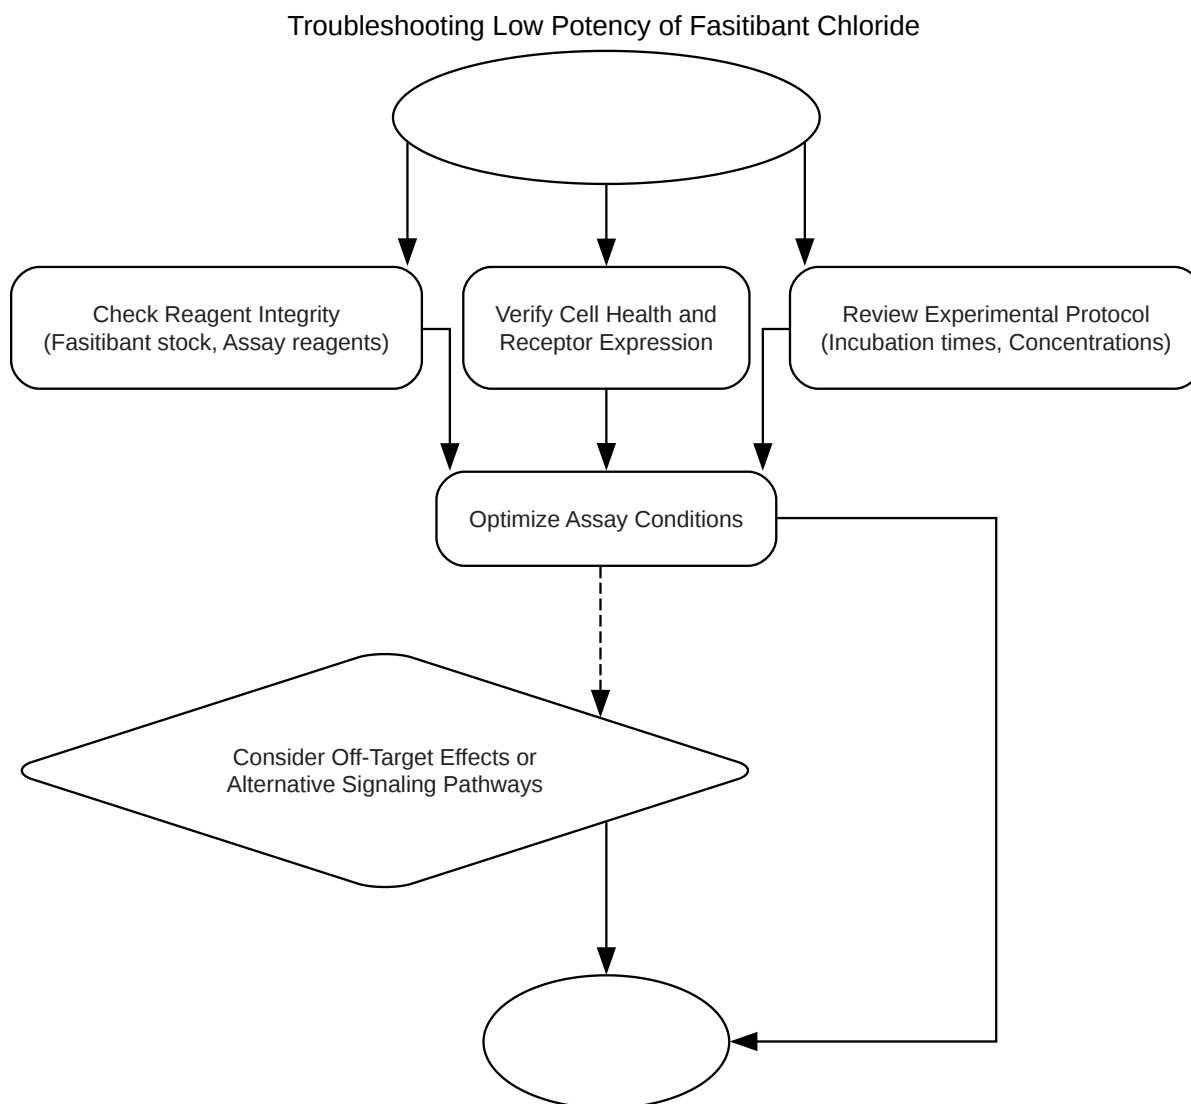 Troubleshooting Low Potency of Fasitibant Chloride
Check Reagent Integrity
(Fasitibant stock, Assay reagents)
Verify Cell Health and
Receptor Expression
Review Experimental Protocol
(Incubation times, Concentrations)
Optimize Assay Conditions
Consider Off-Target Effects or
Alternative Signaling Pathways